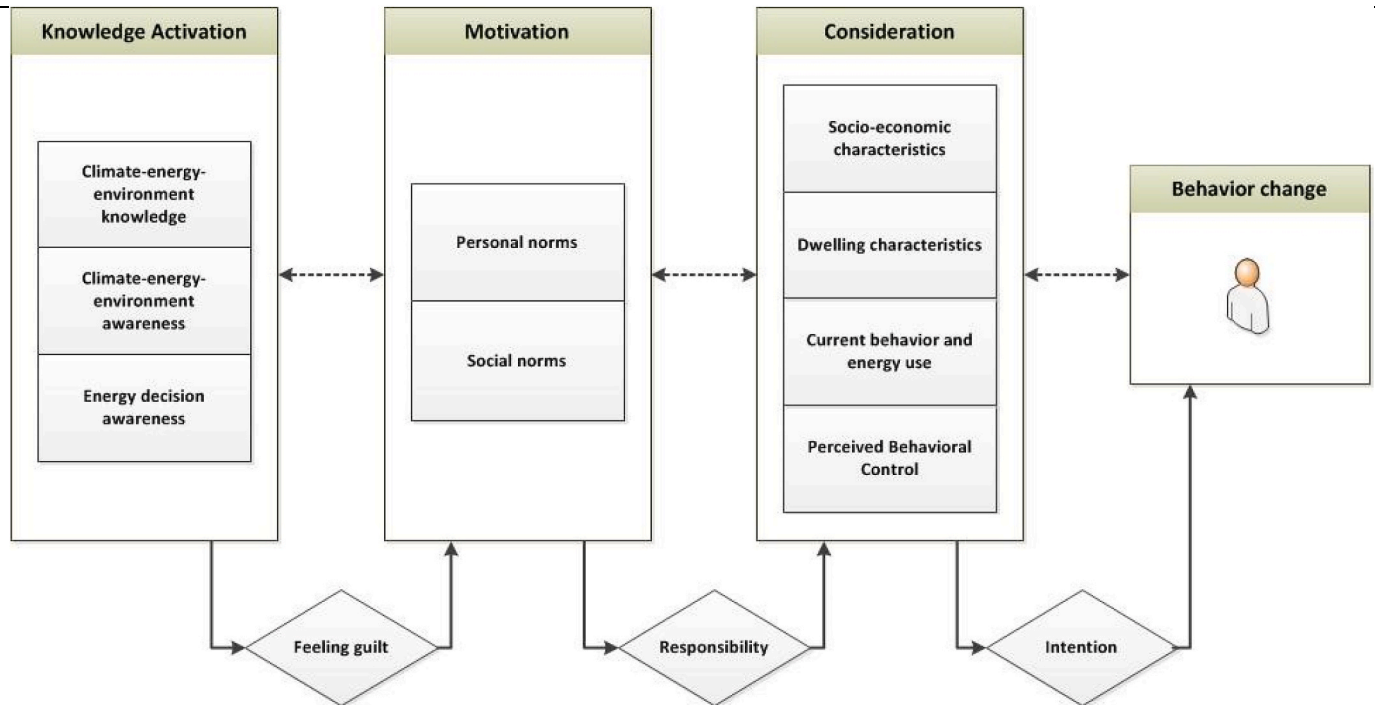 Knowledge Activation
Climate-energy-
environment
knowledge
Climate-energy-
environment
awareness
Energy decision
awareness
Motivation
Personal norms
Social norms
Consideration
Socio-economic
characteristics
Dwelling characteristics
Current behavior and
energy use
Perceived Behavioral
Control
Behavior change
Feeling guilt
Responsibility
Intention